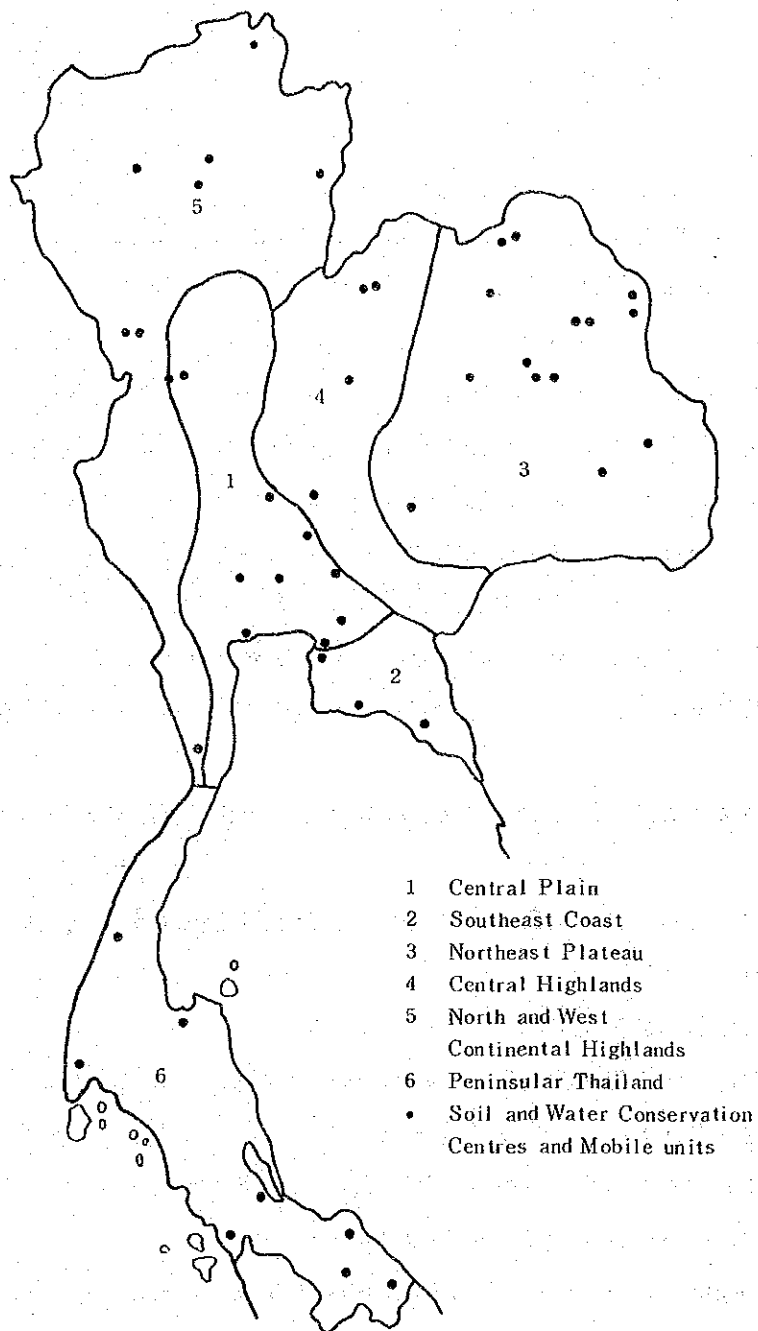 5
4
1
3
2
6
1 Central Plain
2 Southeast Coast
3 Northeast Plateau
4 Central Highlands
5 North and West
Continental Highlands
6 Peninsular Thailand
• Soil and Water Conservation
Centres and Mobile units